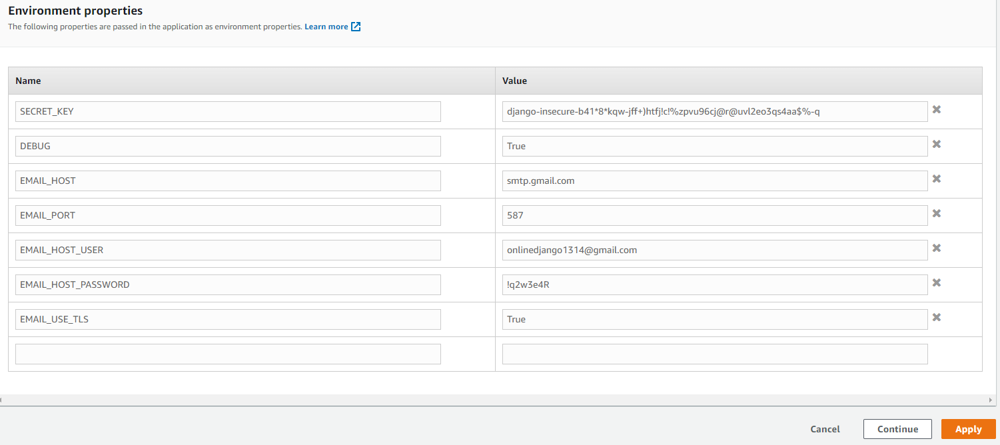 Environment properties
The following properties are passed in the application as environment properties. Learn more
Name Value
SECRET_KEY django-insecure-b41*8*kqw-jff+)htfj!c!%zpvu96cj@r@uvl2eo3qs4aa$%-q
DEBUG True
EMAIL_HOST smtp.gmail.com
EMAIL_PORT 587
EMAIL_HOST_USER onlinedjango1314@gmail.com
EMAIL_HOST_PASSWORD !q2w3e4R
EMAIL_USE_TLS True
Cancel Continue Apply